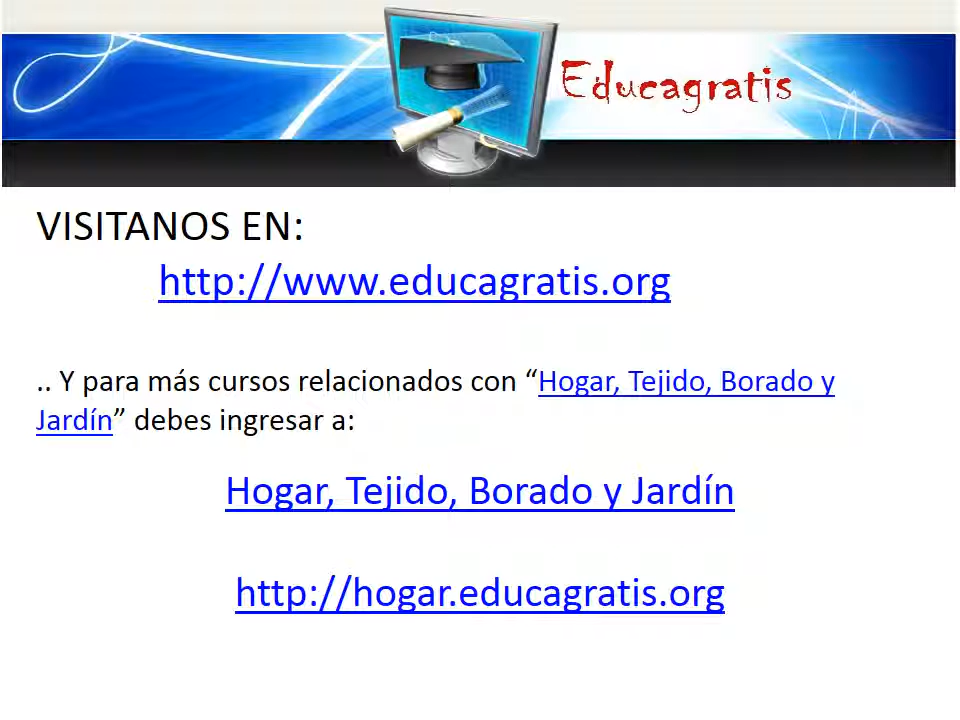 Educagratis
VISITANOS EN:
http://www.educagratis.org
.. Y para más cursos relacionados con “Hogar, Tejido, Borado y
Jardín” debes ingresar a:
Hogar, Tejido, Borado y Jardín
http://hogar.educagratis.org